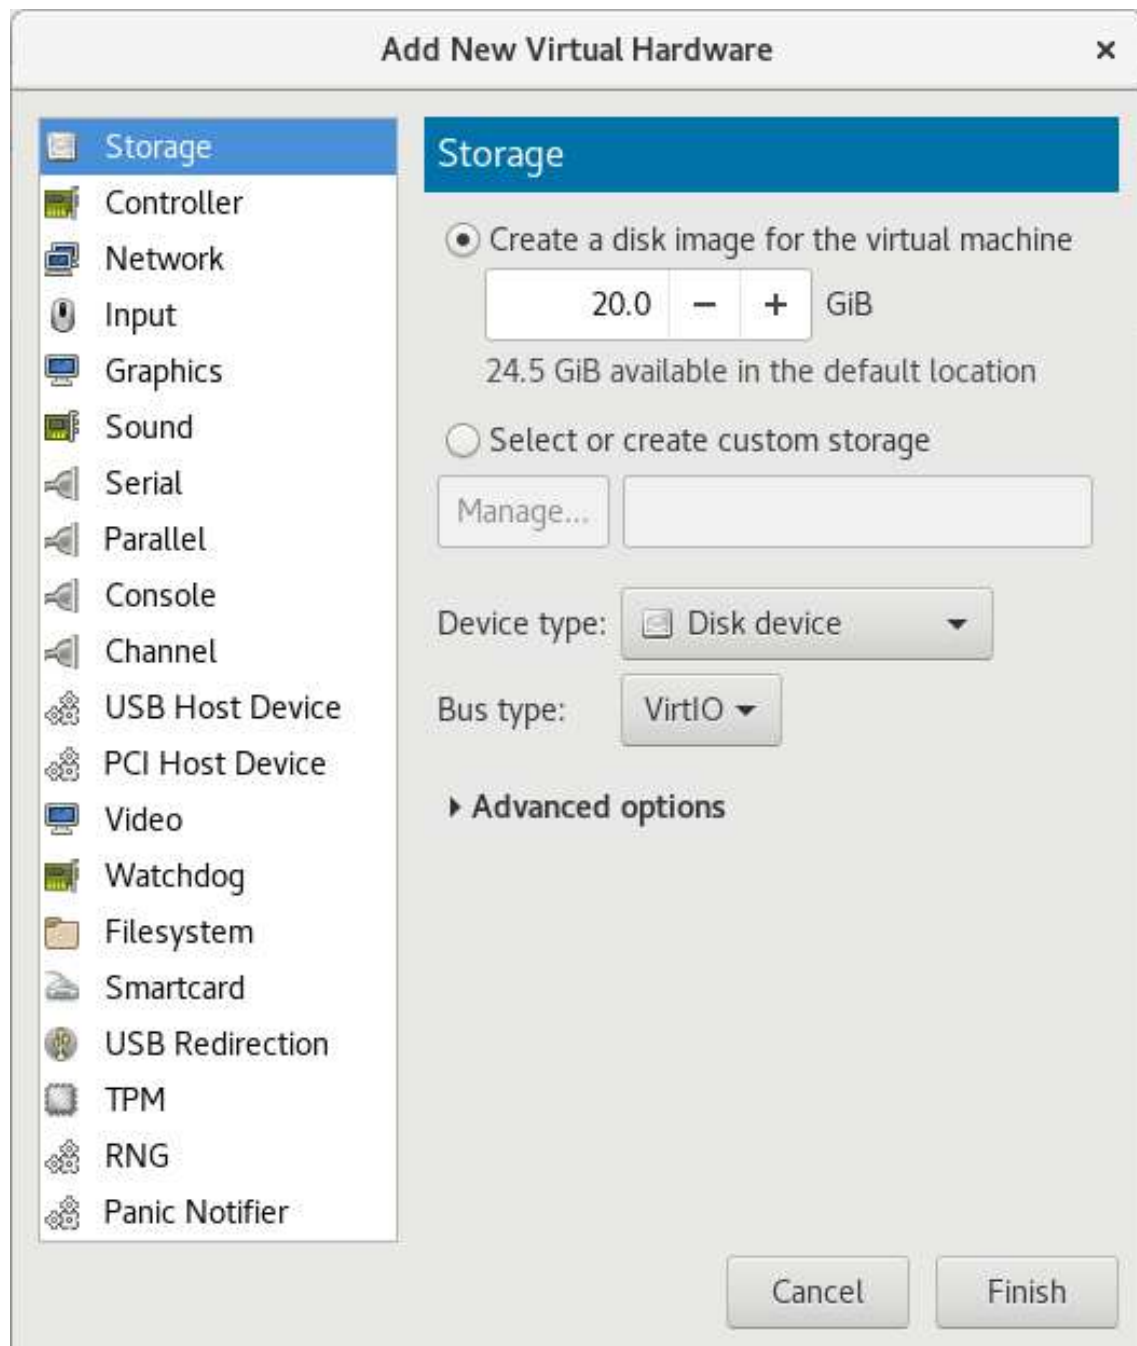 Add New Virtual Hardware
Storage
Controller
Network
Input
Graphics
Sound
Serial
Parallel
Console
Channel
USB Host Device
PCI Host Device
Video
Watchdog
Filesystem
Smartcard
USB Redirection
TPM
RNG
Panic Notifier
Storage
Create a disk image for the virtual machine
20.0 − + GiB
24.5 GiB available in the default location
Select or create custom storage
Manage...
Device type: Disk device
Bus type: VirtIO
Advanced options
Cancel Finish